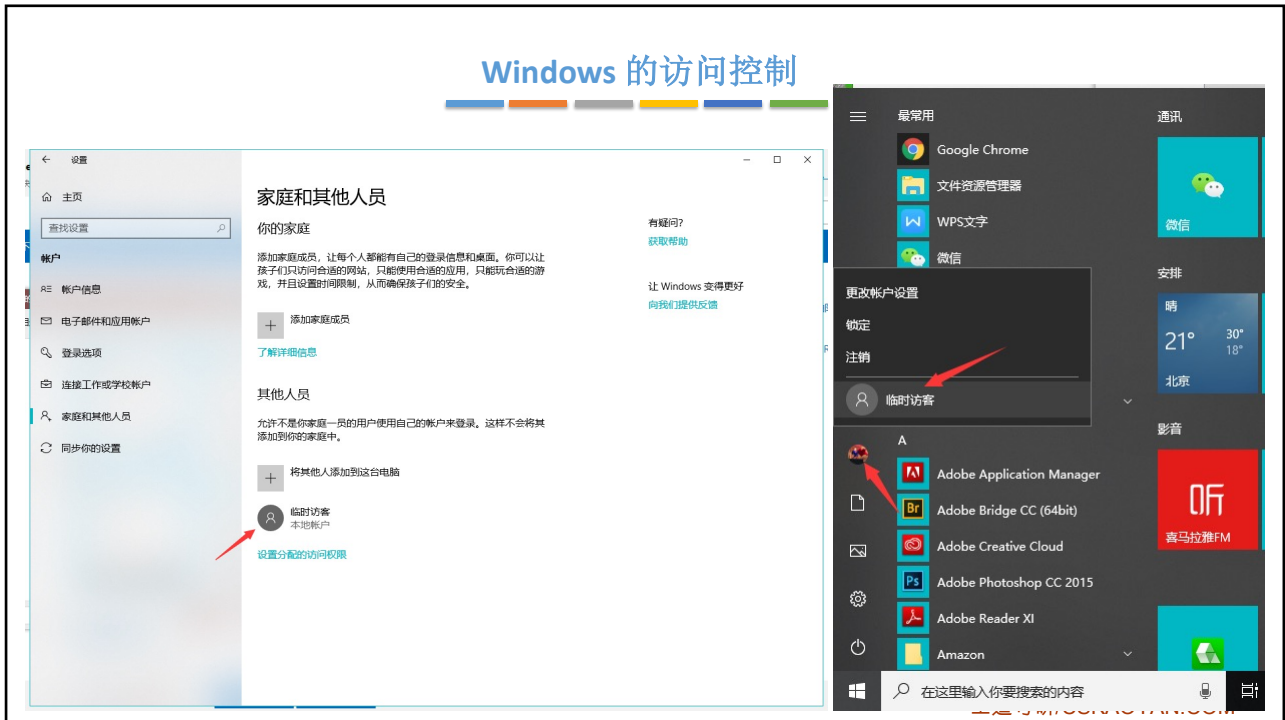 Windows 的访问控制
设置
主页
查找设置
帐户
帐户信息
电子邮件和应用帐户
登录选项
连接工作或学校帐户
家庭和其他人员
同步你的设置
家庭和其他人员
你的家庭
添加家庭成员，让每个人都能有自己的登录信息和桌面。你可以让
孩子们只访问合适的网站，只能使用合适的应用，只能玩合适的游
戏，并且设置时间限制，从而确保孩子们的安全。
添加家庭成员
了解详细信息
其他人员
允许不是你家庭一员的用户使用自己的帐户来登录。这样不会将其
添加到你的家庭中。
将其他人添加到这台电脑
临时访客
本地帐户
设置分配的访问权限
有疑问?
获取帮助
让 Windows 变得更好
向我们提供反馈
最常用
Google Chrome
文件资源管理器
WPS文字
微信
更改帐户设置
锁定
注销
临时访客
A
Adobe Application Manager
Adobe Bridge CC (64bit)
Adobe Creative Cloud
Adobe Photoshop CC 2015
Adobe Reader XI
Amazon
在这里输入你要搜索的内容
通讯
微信
安排
晴
21° 30°
18°
北京
影音
听
喜马拉雅FM